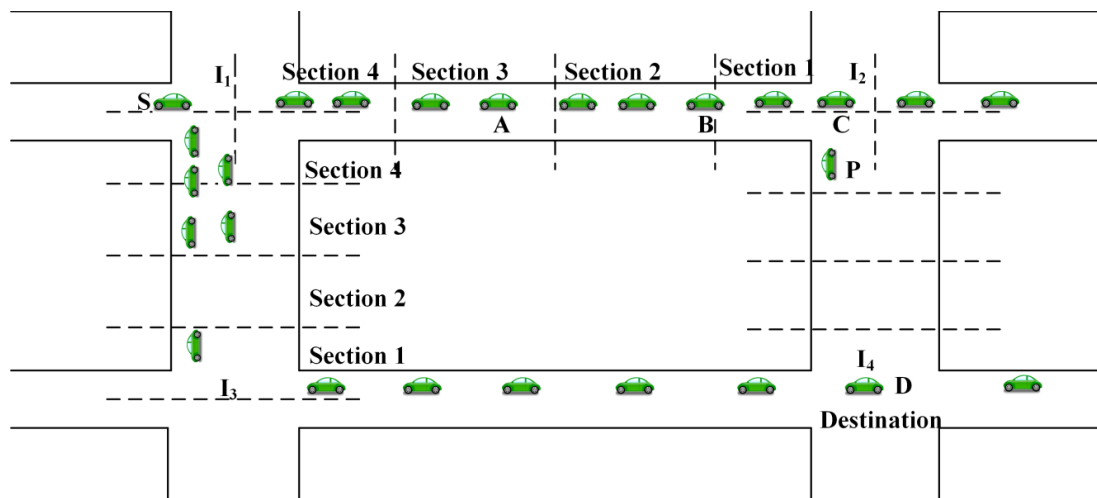 I₁ Section 4 Section 3 Section 2 Section 1 I₂
S
A B C
Section 4 P
Section 3
Section 2
Section 1
I₃ I₄
D
Destination